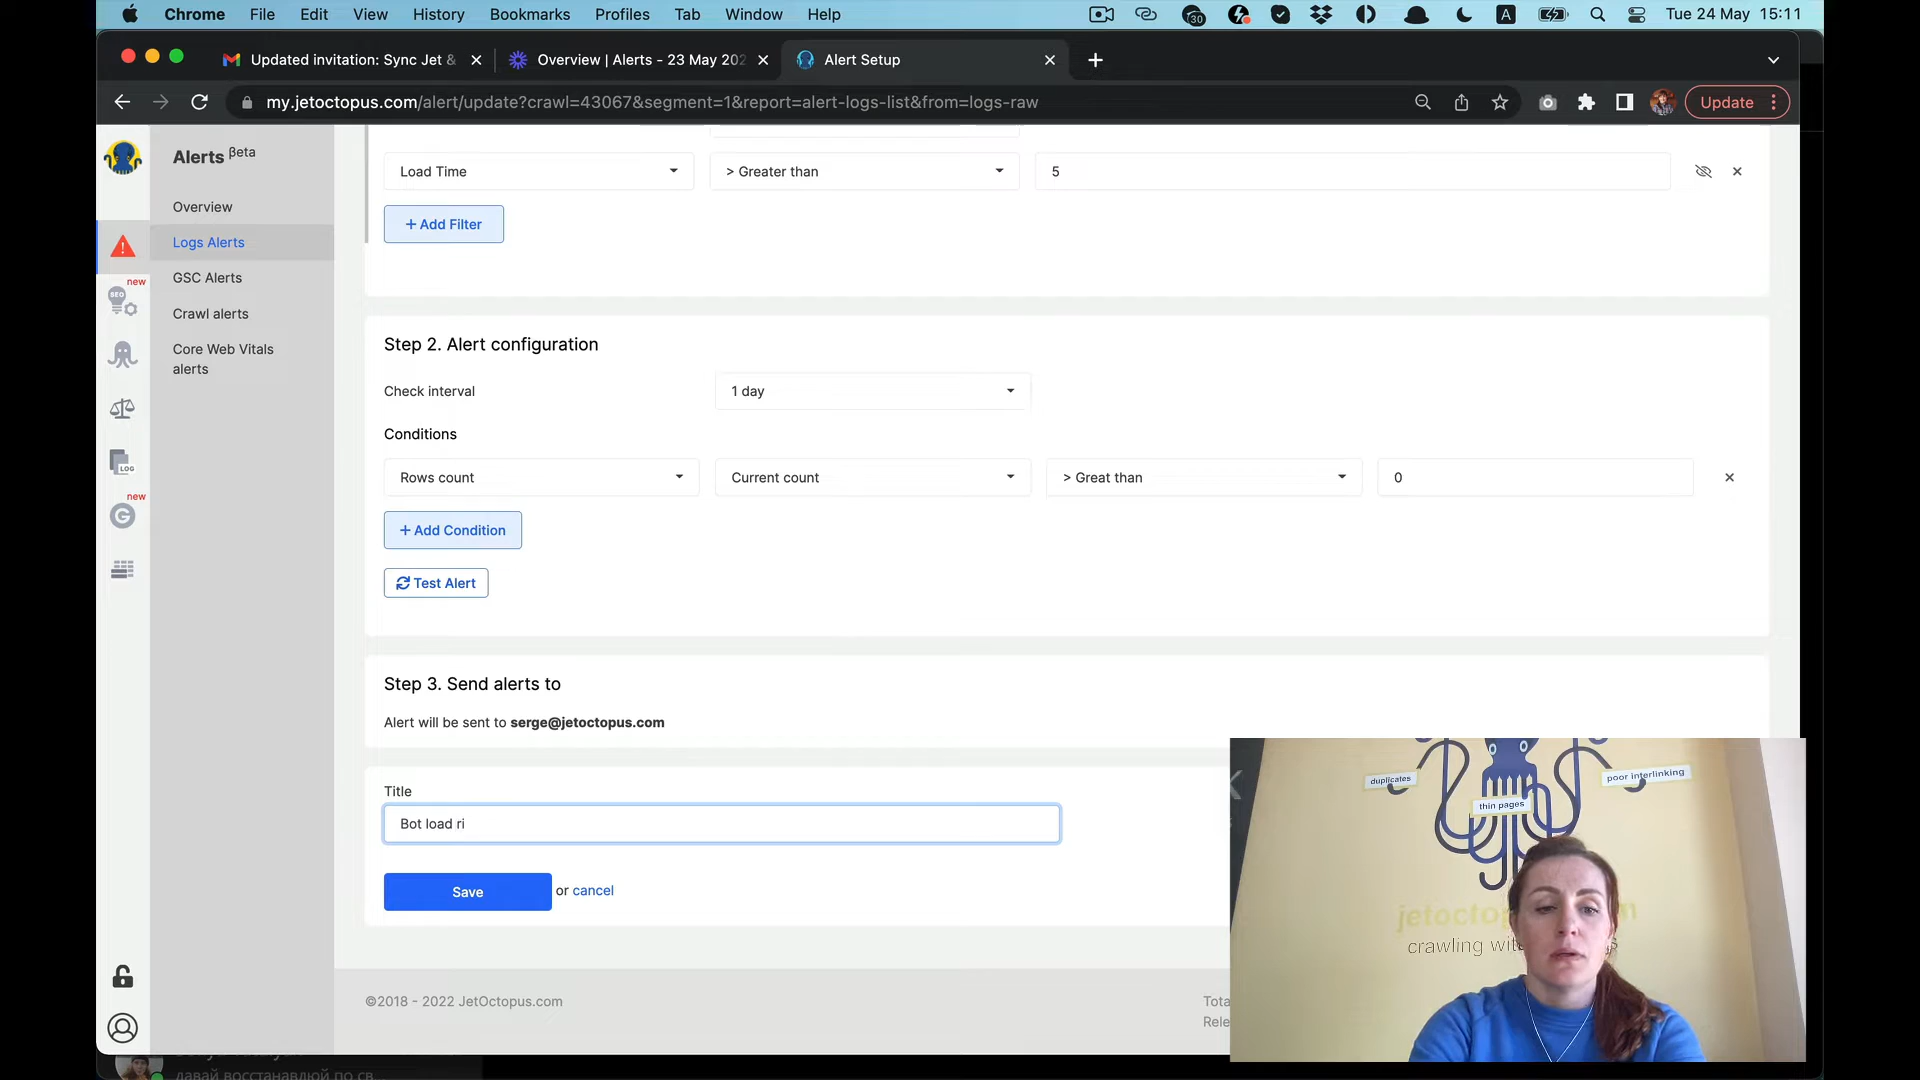 Chrome File Edit View History Bookmarks Profiles Tab Window Help
30
A
Tue 24 May 15:11
Updated invitation: Sync Jet &
Overview | Alerts - 23 May 202
Alert Setup
my.jetoctopus.com/alert/update?crawl=43067&segment=1&report=alert-logs-list&from=logs-raw
Update
Alerts βeta
Overview
Logs Alerts
GSC Alerts
Crawl alerts
Core Web Vitals
alerts
new
SEO
LOG
new
G
Load Time
> Greater than
5
+ Add Filter
Step 2. Alert configuration
Check interval
1 day
Conditions
Rows count
Current count
> Great than
0
+ Add Condition
Test Alert
Step 3. Send alerts to
Alert will be sent to serge@jetoctopus.com
Title
Bot load ri
Save
or cancel
©2018 - 2022 JetOctopus.com
Tota
Rele
duplicates
poor interlinking
thin pages
crawling wit